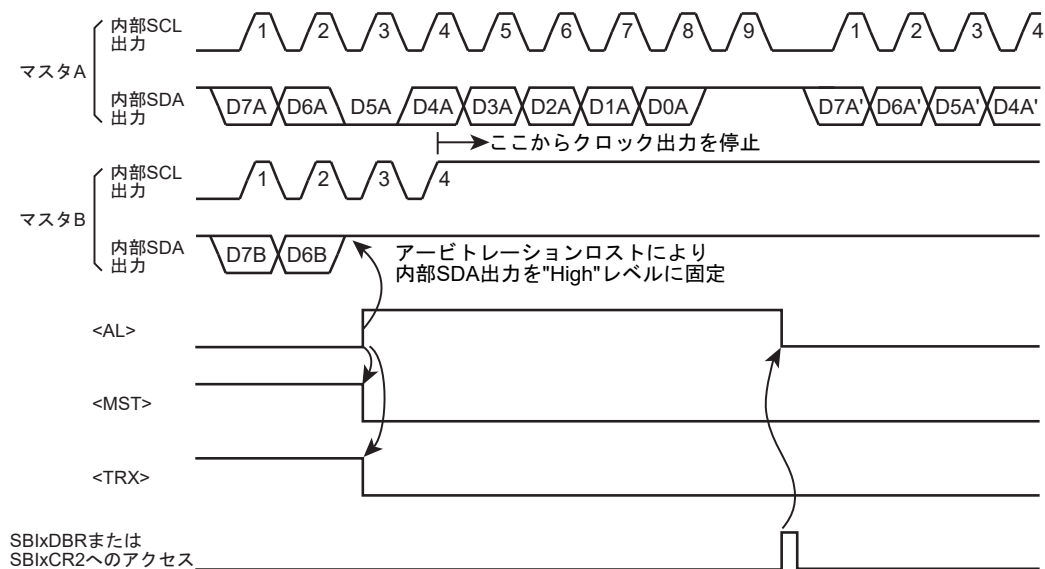 内部SCL
出力
1 2 3 4 5 6 7 8 9 1 2 3 4
マスタA
内部SDA
出力
D7A D6A D5A D4A D3A D2A D1A D0A D7A' D6A' D5A' D4A'
ここからクロック出力を停止
内部SCL
出力
1 2 3 4
マスタB
内部SDA
出力
D7B D6B
アービトレーションロストにより
内部SDA出力を"High"レベルに固定
<AL>
<MST>
<TRX>
SBIxDBRまたは
SBIxCR2へのアクセス